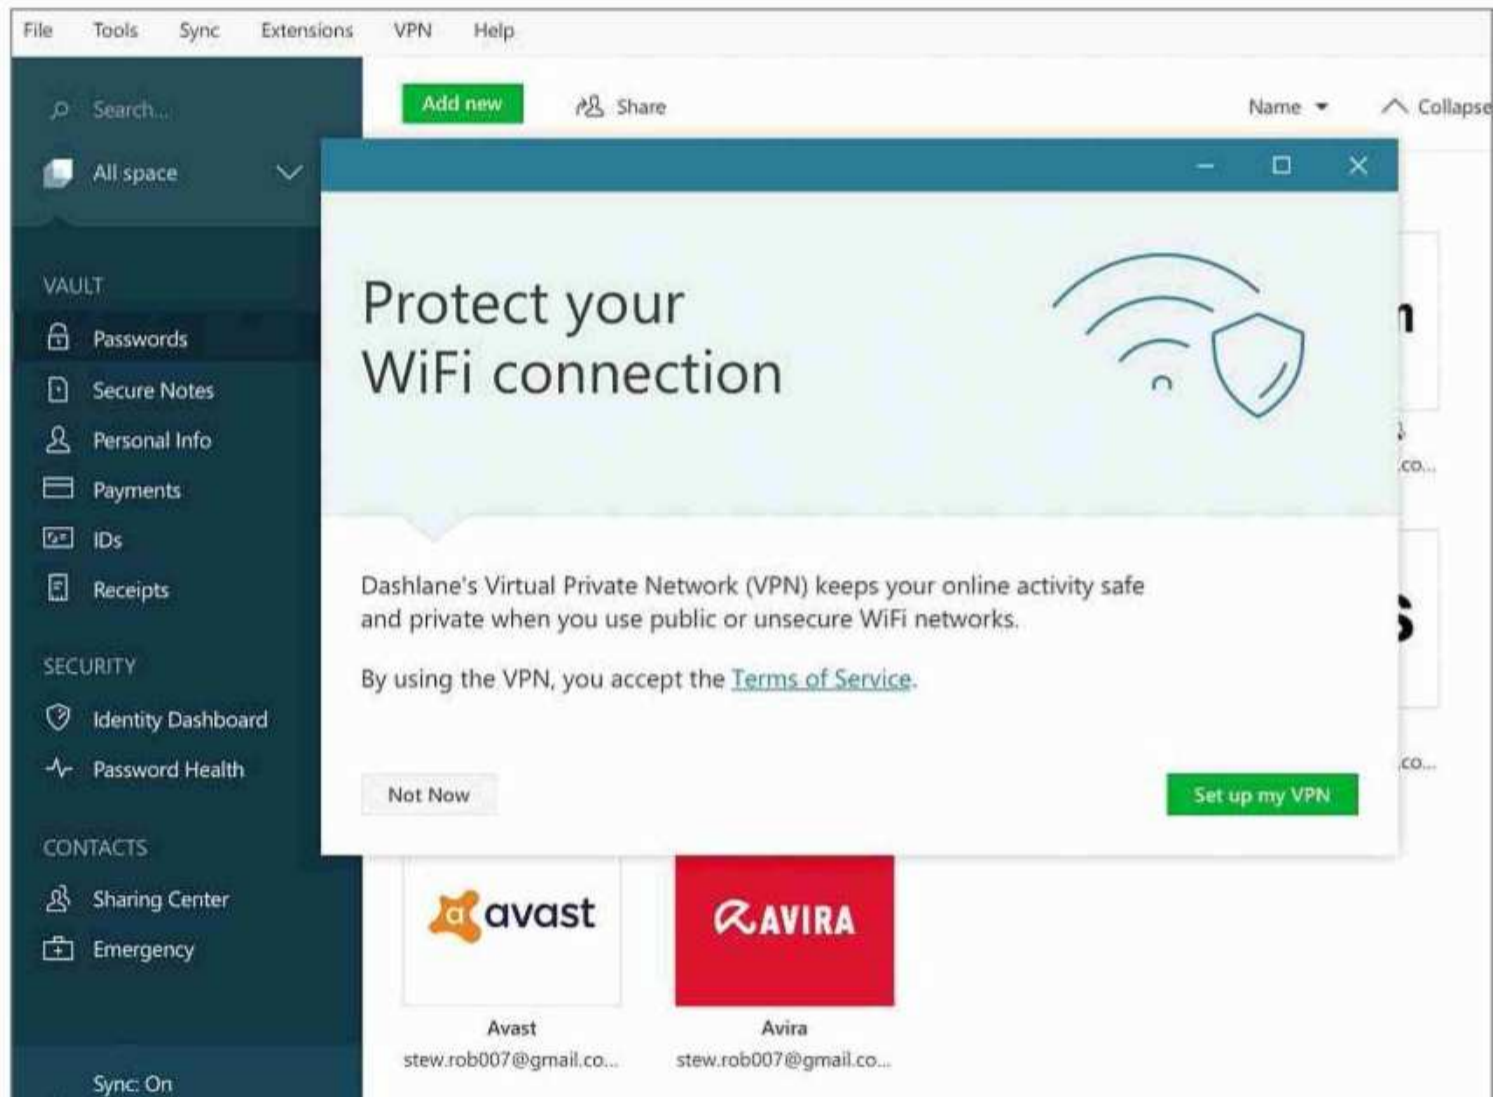 File Tools Sync Extensions VPN Help
Search...
Add new Share Name Collapse
All space
VAULT
Passwords
Secure Notes
Personal Info
Payments
IDs
Receipts
SECURITY
Identity Dashboard
Password Health
CONTACTS
Sharing Center
Emergency
Sync: On
Protect your
WiFi connection
Dashlane's Virtual Private Network (VPN) keeps your online activity safe
and private when you use public or unsecure WiFi networks.
By using the VPN, you accept the Terms of Service.
Not Now Set up my VPN
.co...
.co...
avast AVIRA
Avast Avira
stew.rob007@gmail.co... stew.rob007@gmail.co...